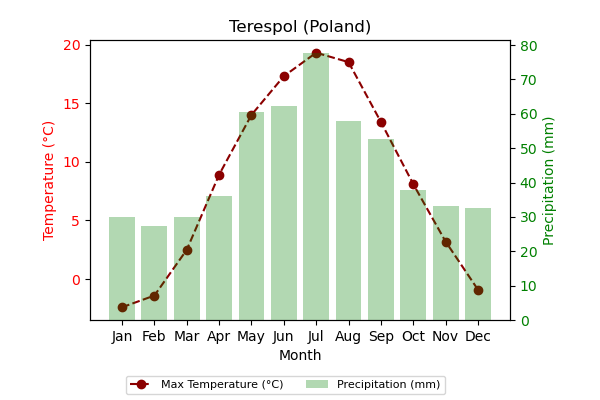 Terespol (Poland)
Temperature (°C)
20
15
10
5
0
80
70
60
50
40
30
20
10
0
Precipitation (mm)
Jan Feb Mar Apr May Jun Jul Aug Sep Oct Nov Dec
Month
Max Temperature (°C) Precipitation (mm)